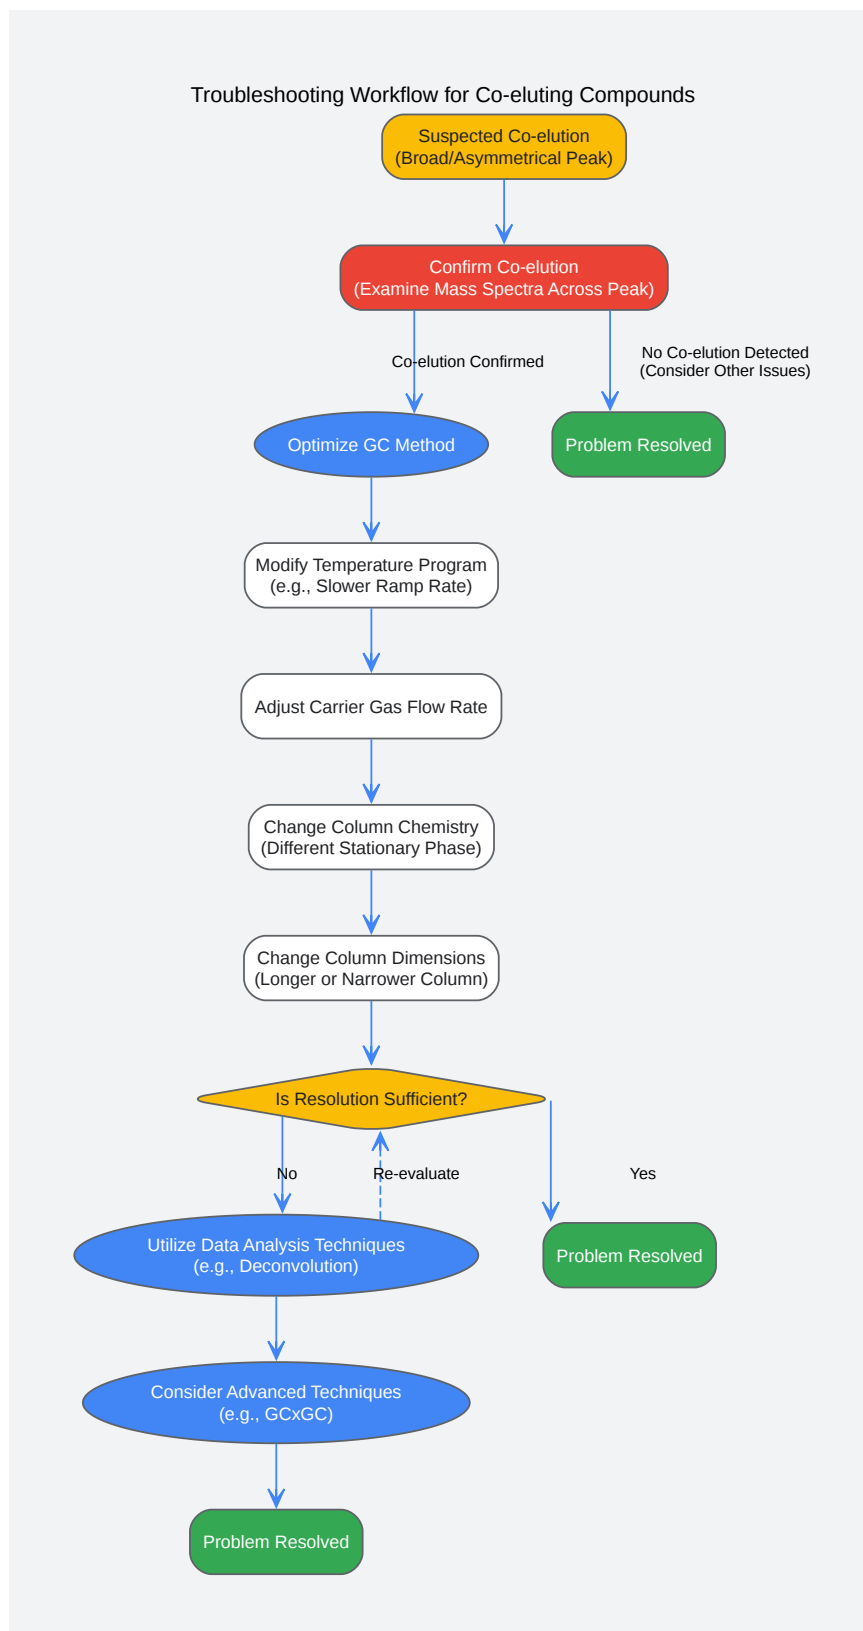 Troubleshooting Workflow for Co-eluting Compounds
Suspected Co-elution
(Broad/Asymmetrical Peak)
Confirm Co-elution
(Examine Mass Spectra Across Peak)
Co-elution Confirmed
No Co-elution Detected
(Consider Other Issues)
Optimize GC Method
Problem Resolved
Modify Temperature Program
(e.g., Slower Ramp Rate)
Adjust Carrier Gas Flow Rate
Change Column Chemistry
(Different Stationary Phase)
Change Column Dimensions
(Longer or Narrower Column)
Is Resolution Sufficient?
No
Re-evaluate
Yes
Utilize Data Analysis Techniques
(e.g., Deconvolution)
Problem Resolved
Consider Advanced Techniques
(e.g., GCxGC)
Problem Resolved